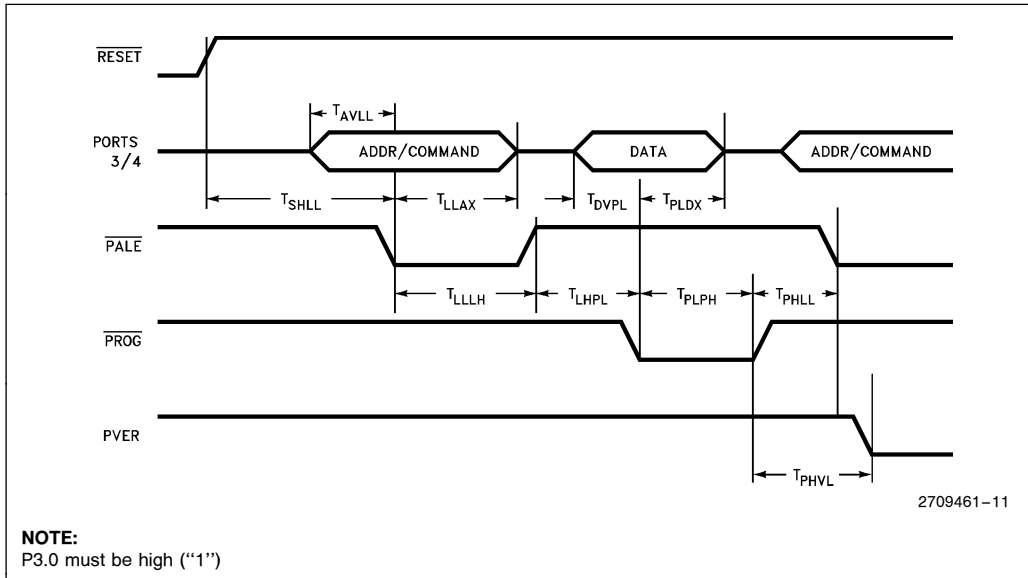 RESET
T_AVLL
PORTS 3/4
ADDR/COMMAND
DATA
ADDR/COMMAND
T_SHLL
T_LLAX
T_DVPL
T_PLDX
PALE
T_LLLH
T_LHPL
T_PLPH
T_PHLL
PROG
PVER
T_PHVL
2709461–11
NOTE:
P3.0 must be high (‘‘1’’)